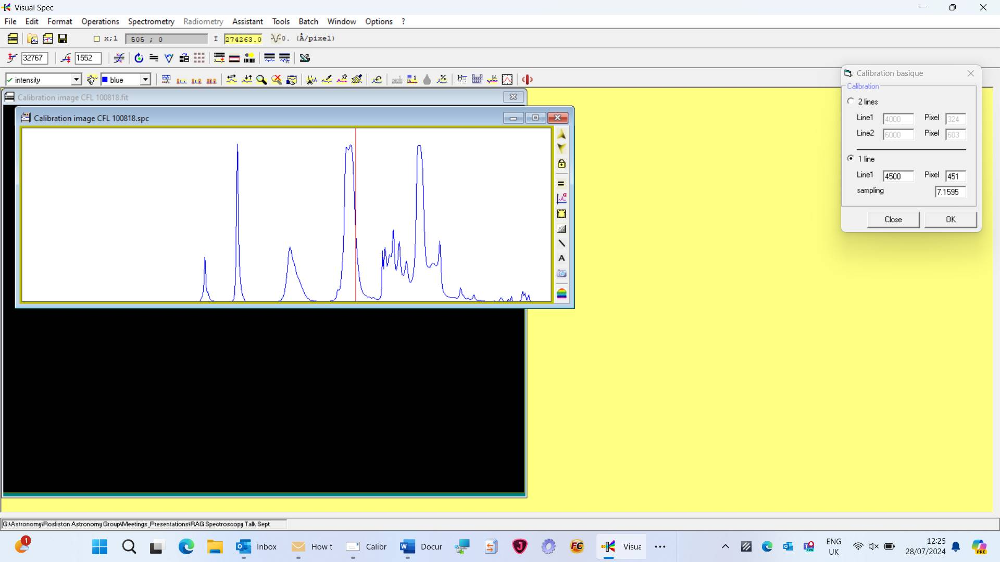 Visual Spec
File Edit Format Operations Spectrometry Radiometry Assistant Tools Batch Window Options ?
x;l 505 ; 0 I 274263.0 0. (Å/pixel)
32767 1552
intensity blue
Calibration image CFL 100818.fit
Calibration image CFL 100818.spc
A
Calibration basique
Calibration
2 lines
Line1 4000 Pixel 324
Line2 6000 Pixel 603
1 line
Line1 4500 Pixel 451
sampling 7.1595
Close OK
G:\Astronomy\Rosliston Astronomy Group\Meetings_Presentations\RAG Spectroscopy Talk Sept
1 Inbox How t Calibr Docur FC Visua ENG 12:25
UK 28/07/2024 PRE